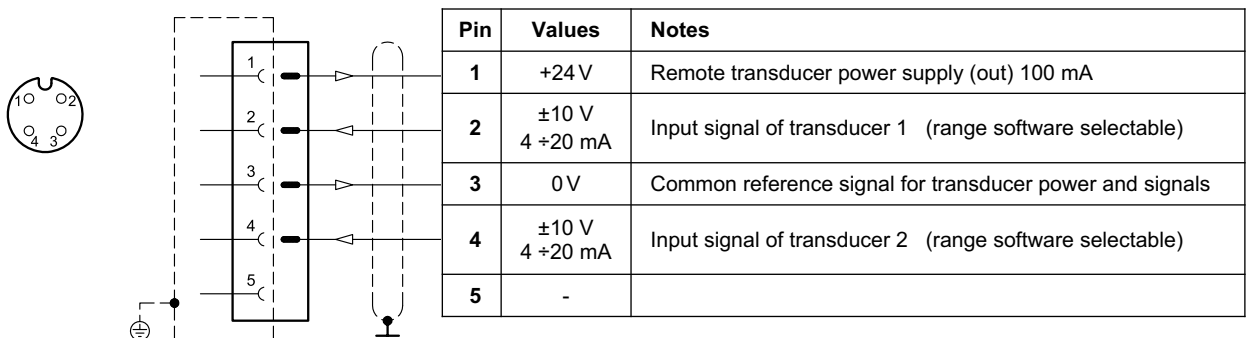 1 2
4 3
1
2
3
4
5
Pin Values Notes
1 +24 V Remote transducer power supply (out) 100 mA
2 ±10 V 4 ÷20 mA Input signal of transducer 1 (range software selectable)
3 0 V Common reference signal for transducer power and signals
4 ±10 V 4 ÷20 mA Input signal of transducer 2 (range software selectable)
5 -